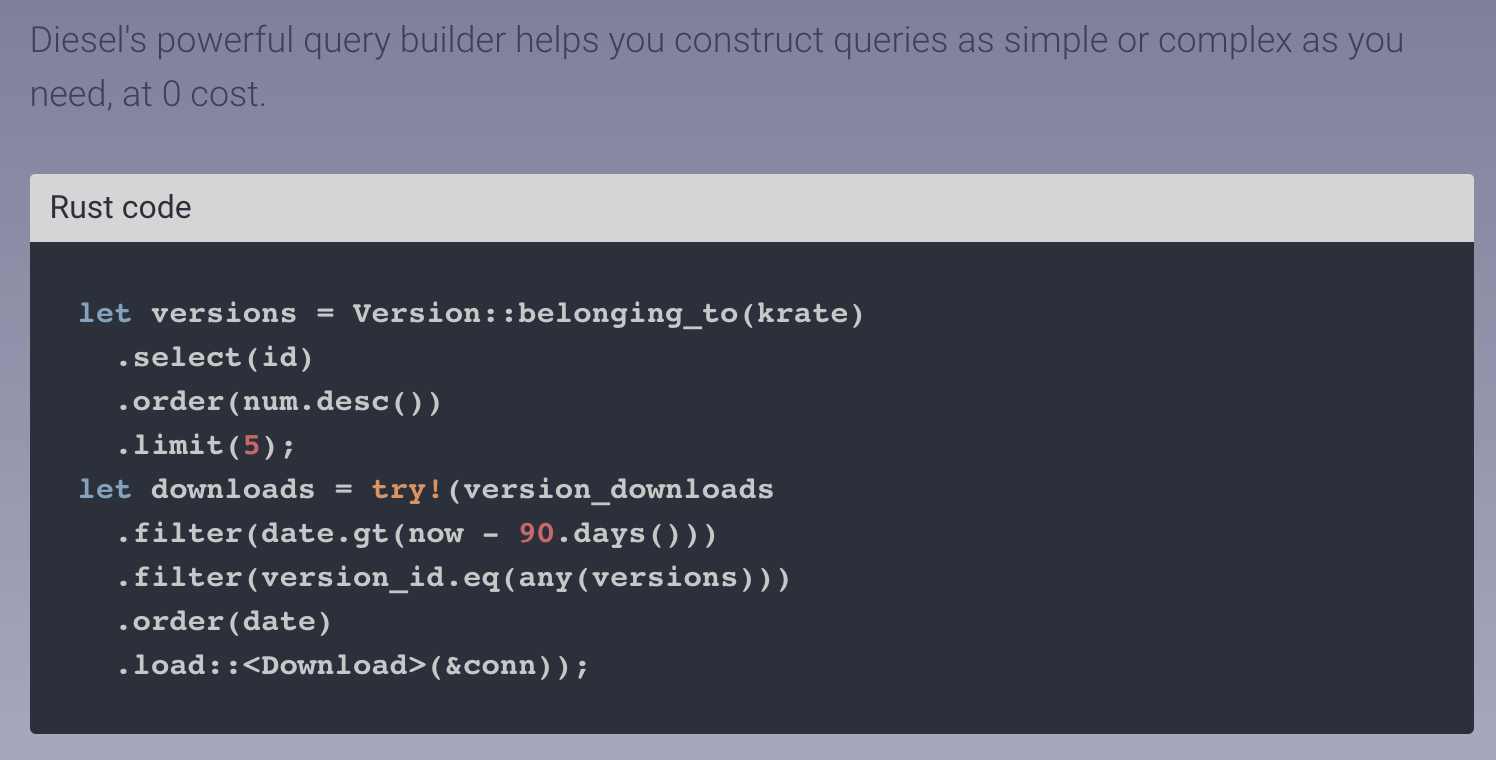 Diesel's powerful query builder helps you construct queries as simple or complex as you
need, at 0 cost.
Rust code
let versions = Version::belonging_to(krate)
  .select(id)
  .order(num.desc())
  .limit(5);
let downloads = try!(version_downloads
  .filter(date.gt(now - 90.days()))
  .filter(version_id.eq(any(versions)))
  .order(date)
  .load::<Download>(&conn));